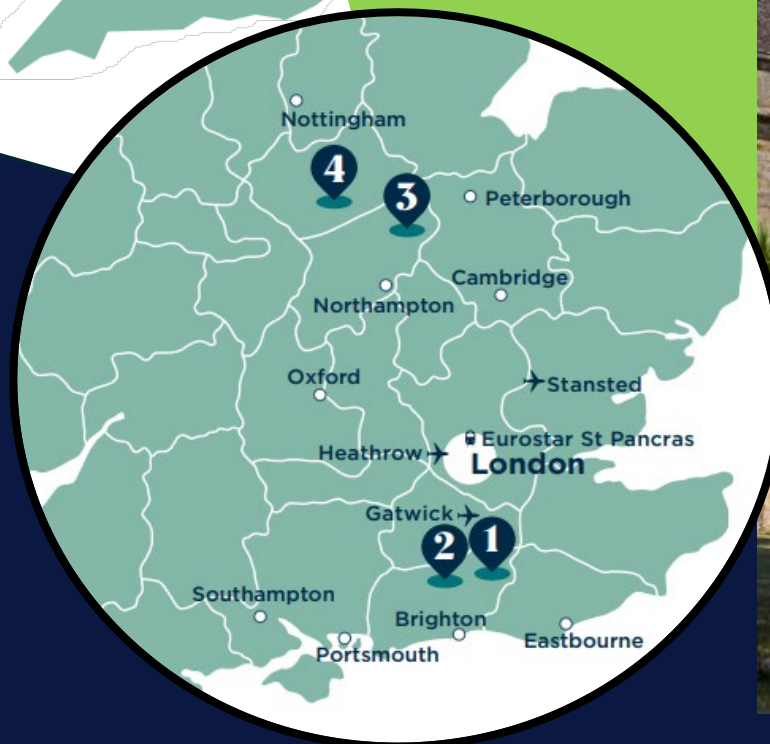 Nottingham
4
3
Peterborough
Cambridge
Northampton
Oxford
Stansted
Eurostar St Pancras
Heathrow
London
Gatwick
2
1
Southampton
Brighton
Eastbourne
Portsmouth